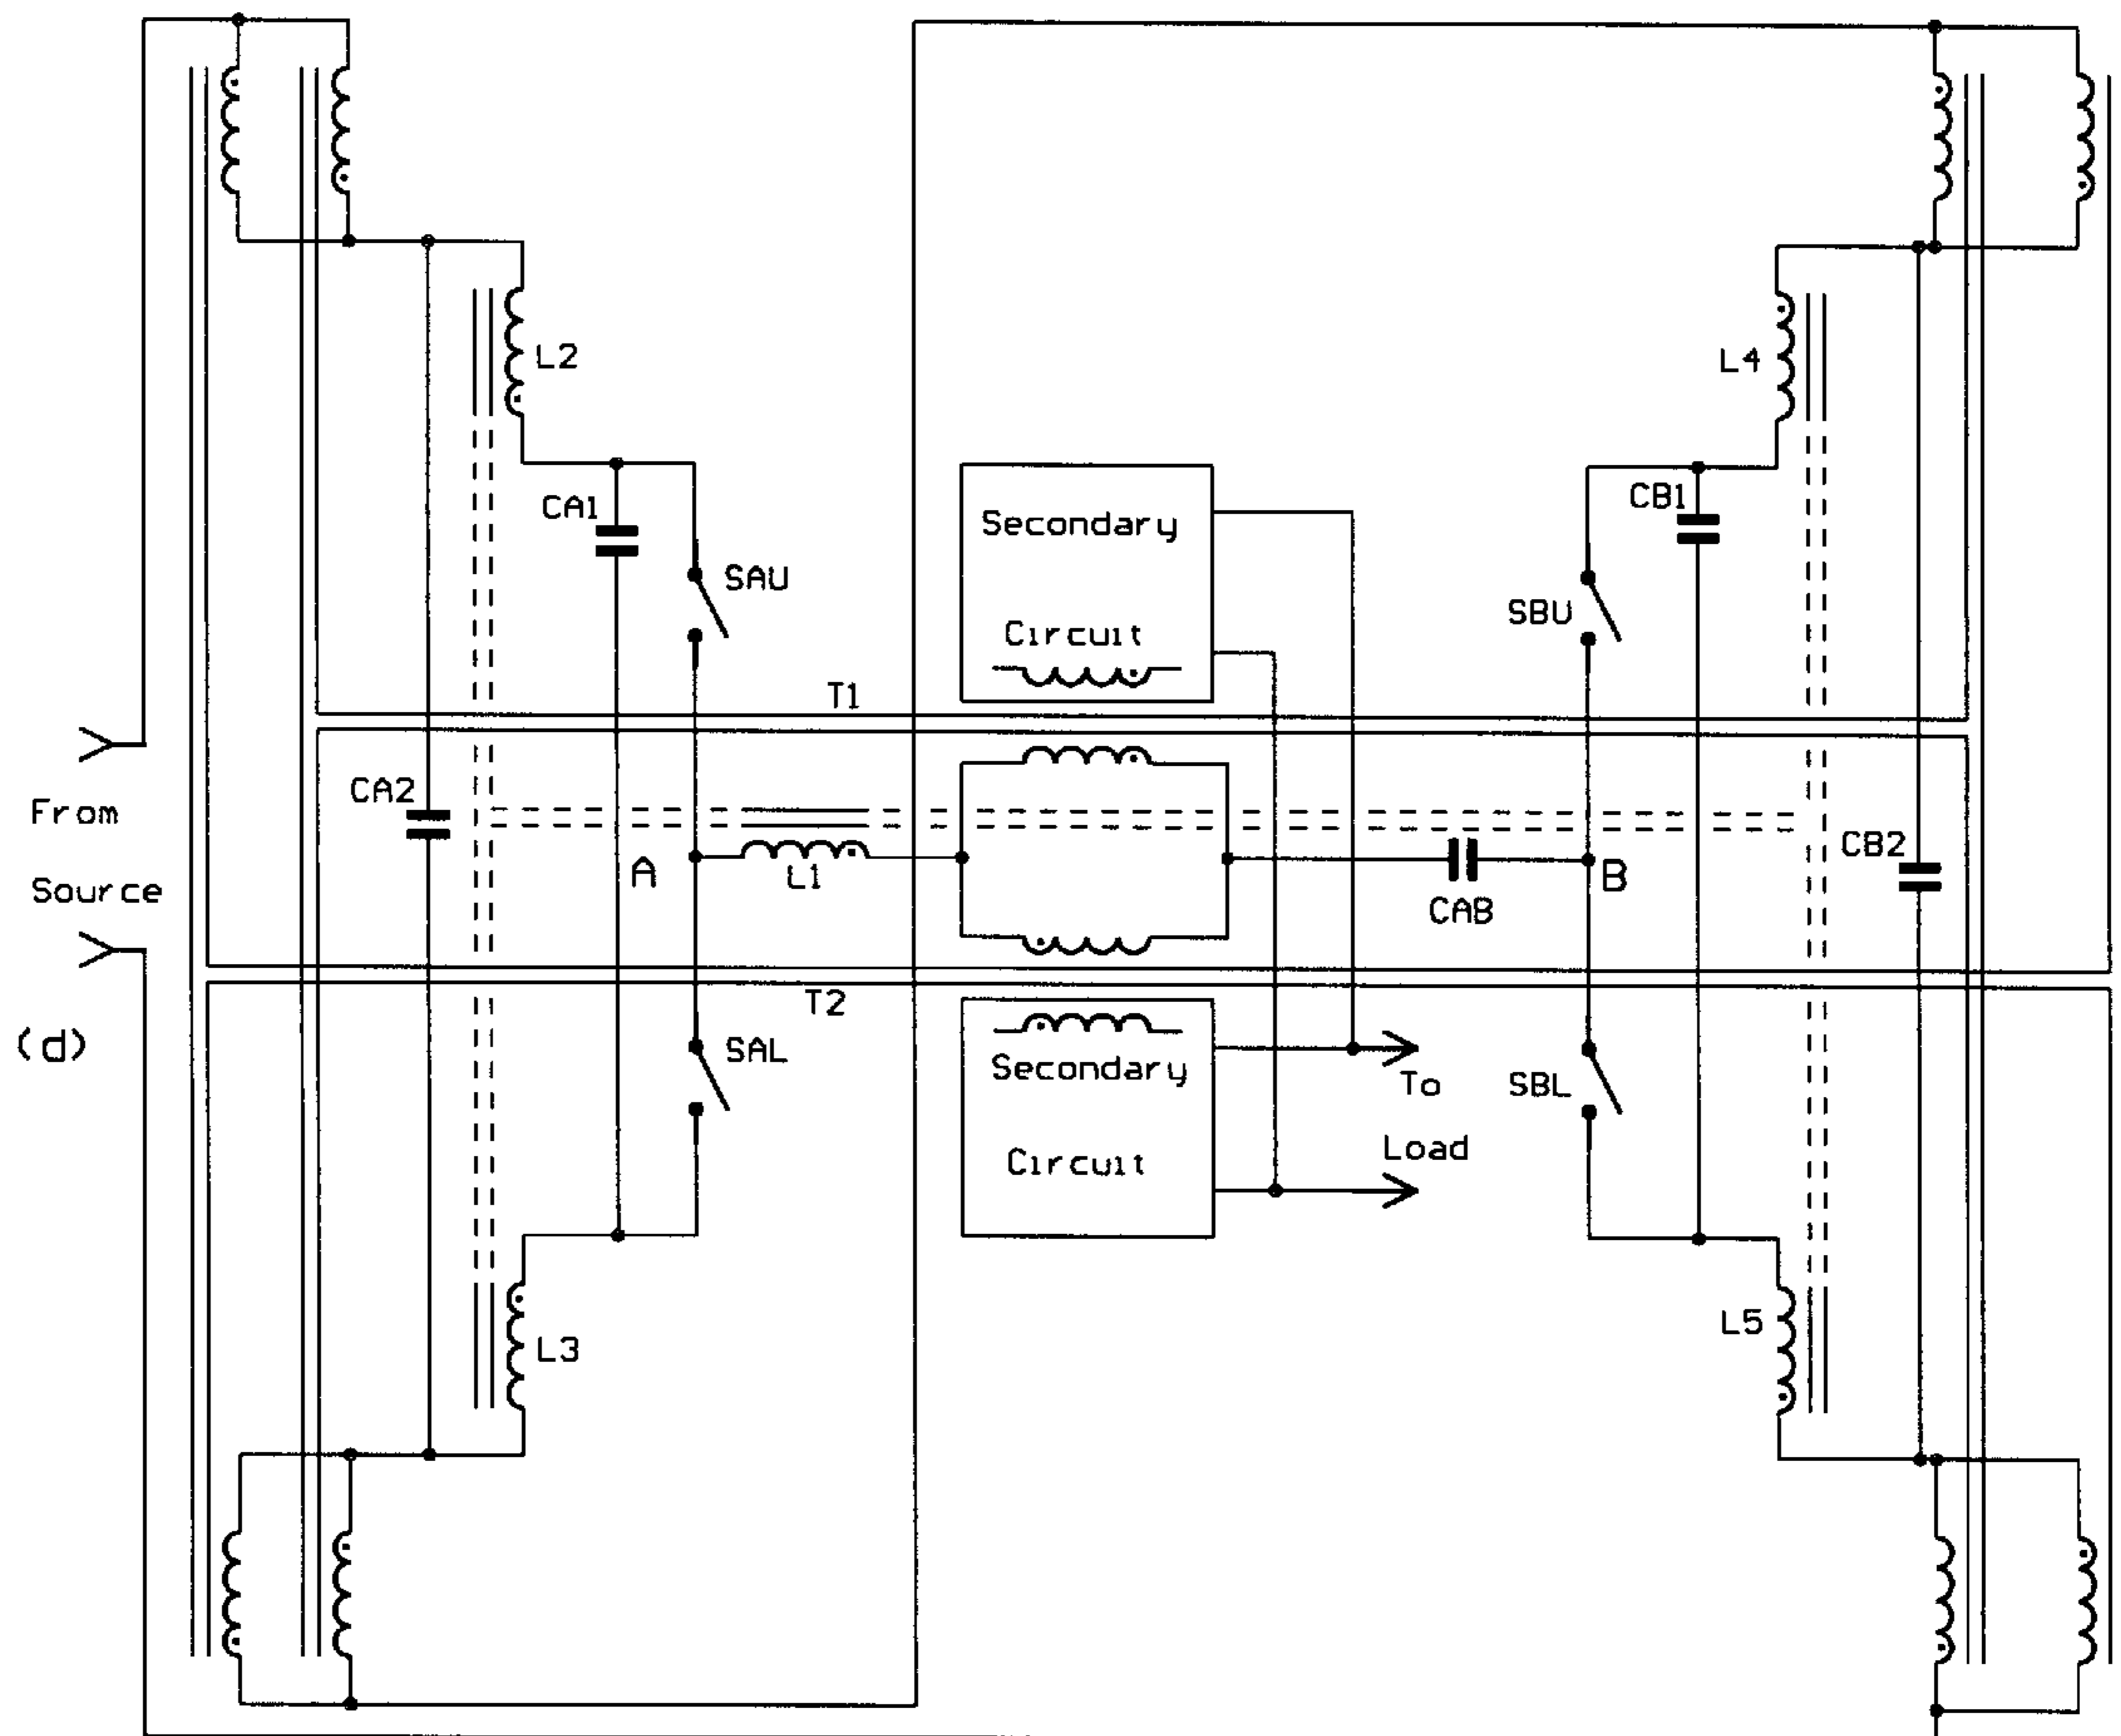 L2
L4
CA1
CB1
Secondary
SAU
SBU
Circuit
T1
CA2
From
CB2
A
L1
B
Source
CAB
T2
(d)
SAL
Secondary
To
SBL
Load
Circuit
L5
L3